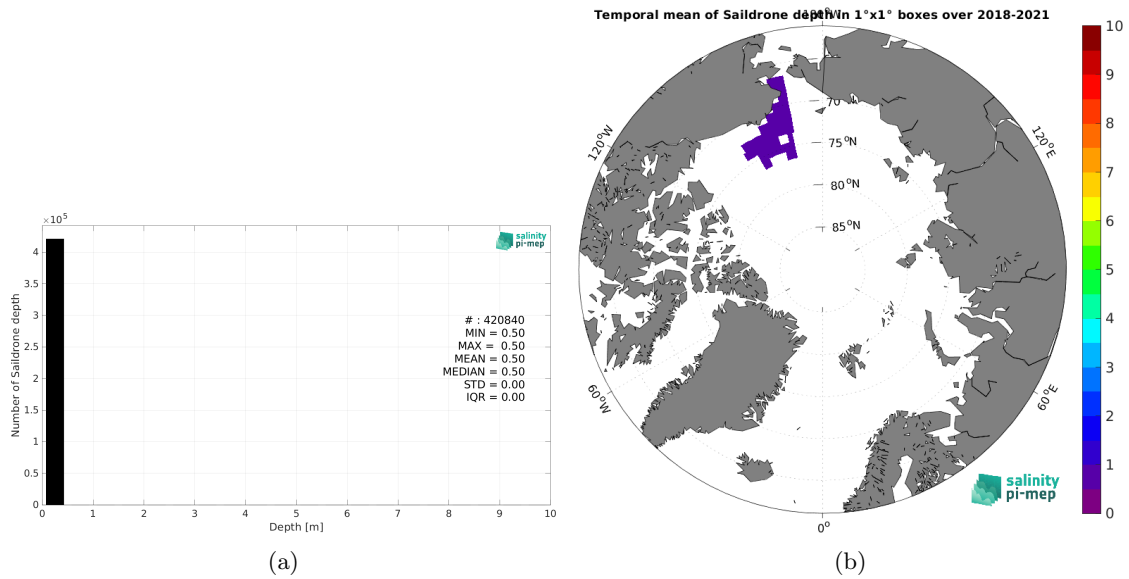 ×10⁵
4
3.5
3
2.5
2
1.5
1
0.5
0
0 1 2 3 4 5 6 7 8 9 10
Number of Saildrone depth
Depth [m]
salinity
pi-mep
# : 420840
MIN = 0.50
MAX = 0.50
MEAN = 0.50
MEDIAN = 0.50
STD = 0.00
IQR = 0.00
(a)
Temporal mean of Saildrone depth in 1°x1° boxes over 2018-2021
180°W
120°W
120°E
70°N
75°N
80°N
85°N
60°W
60°E
0°
salinity
pi-mep
10
9
8
7
6
5
4
3
2
1
0
(b)